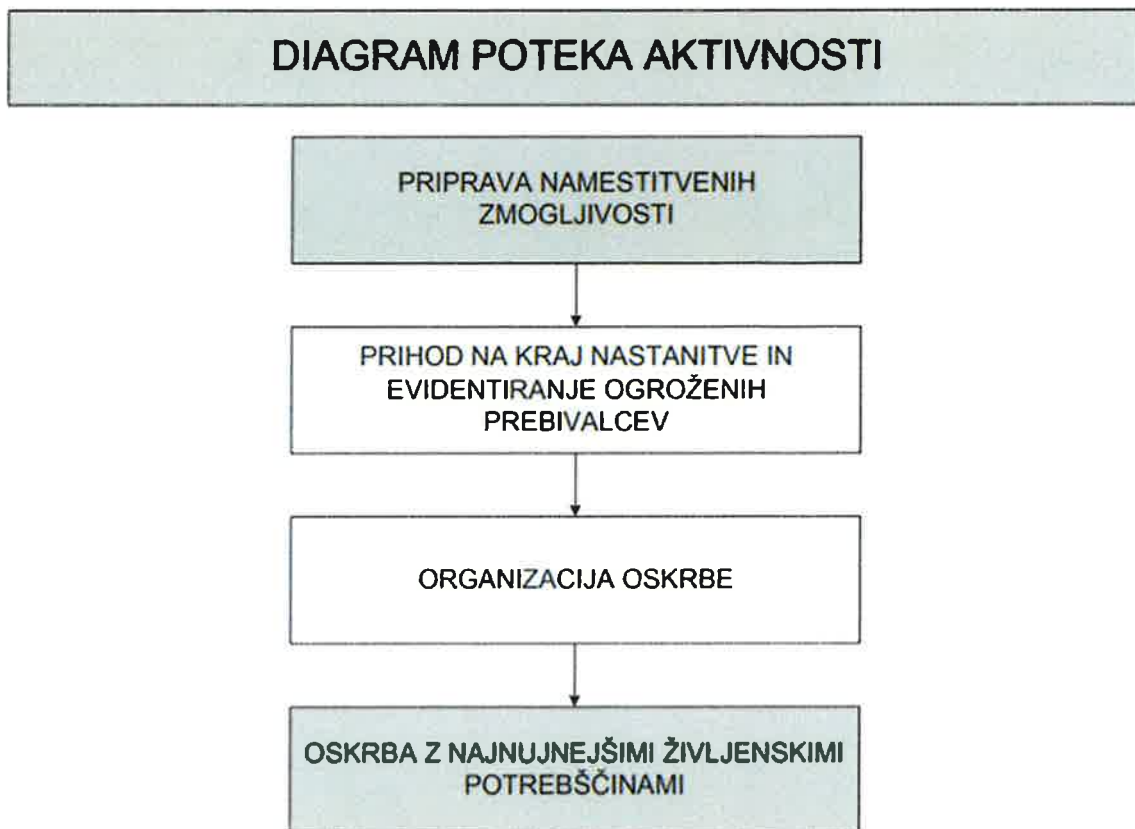 DIAGRAM POTEKA AKTIVNOSTI
PRIPRAVA NAMESTITVENIH
ZMOGLJIVOSTI
PRIHOD NA KRAJ NASTANITVE IN
EVIDENTIRANJE OGROŽENIH
PREBIVALCEV
ORGANIZACIJA OSKRBE
OSKRBA Z NAJNUJNEJŠIMI ŽIVLJENSKIMI
POTREBŠČINAMI